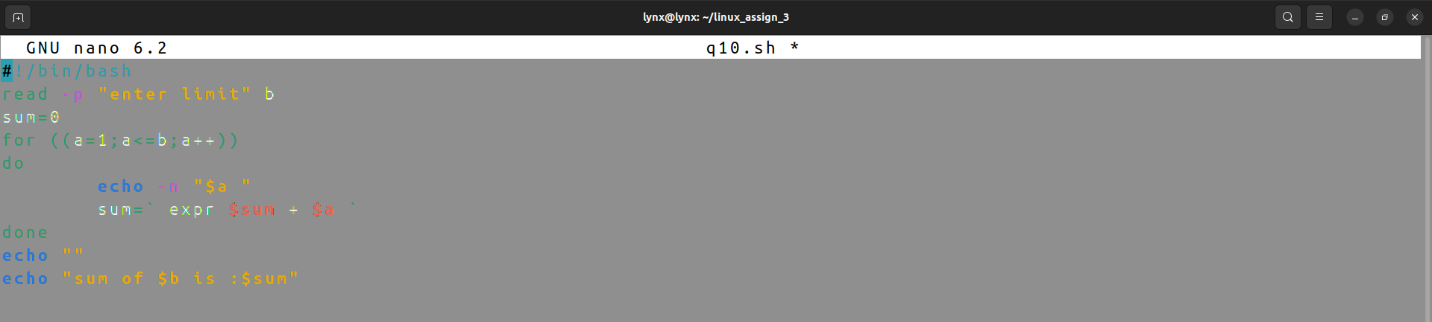 lynx@lynx: ~/linux_assign_3
GNU nano 6.2 q10.sh *
#!/bin/bash
read -p "enter limit" b
sum=0
for ((a=1;a<=b;a++))
do
        echo -n "$a "
        sum=` expr $sum + $a `
done
echo ""
echo "sum of $b is :$sum"